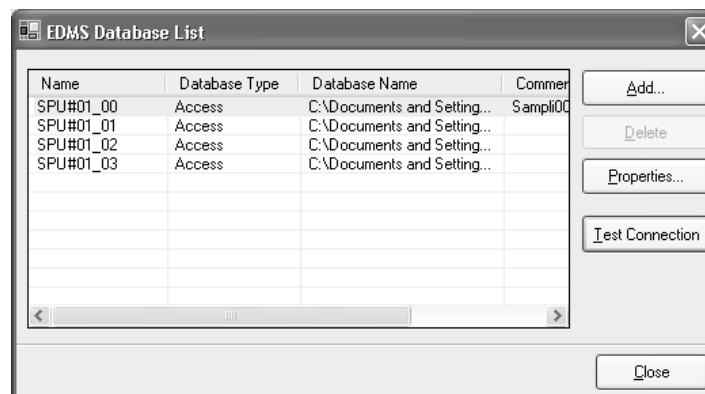 EDMS Database List
Name Database Type Database Name Commer
SPU#01_00 Access C:\Documents and Setting... Sampli00
SPU#01_01 Access C:\Documents and Setting...
SPU#01_02 Access C:\Documents and Setting...
SPU#01_03 Access C:\Documents and Setting...
Add...
Delete
Properties...
Test Connection
Close